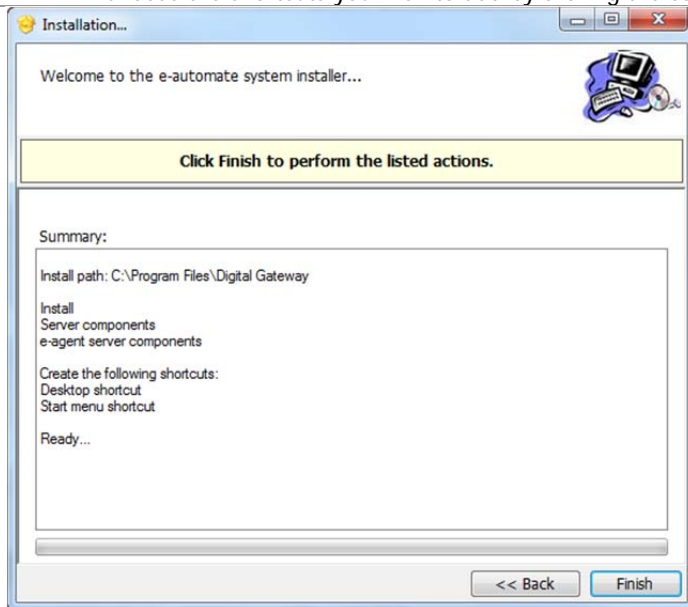 Installation...
Welcome to the e-automate system installer...
Click Finish to perform the listed actions.
Summary:
Install path: C:\Program Files\Digital Gateway
Install
Server components
e-agent server components
Create the following shortcuts:
Desktop shortcut
Start menu shortcut
Ready...
<< Back
Finish